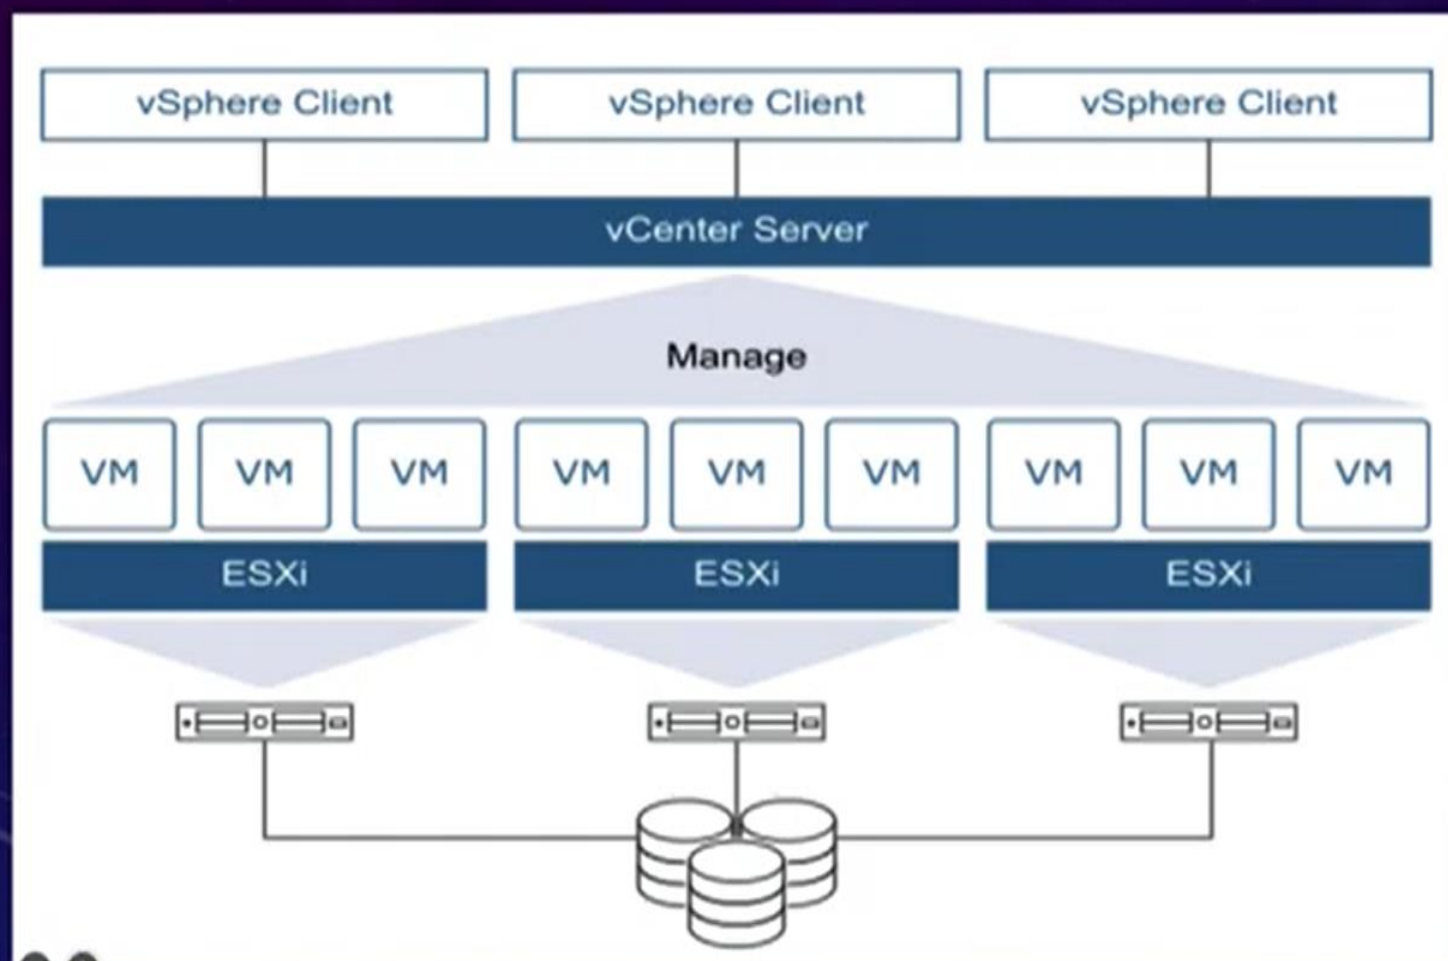 vSphere Client vSphere Client vSphere Client
vCenter Server
Manage
VM VM VM VM VM VM VM VM VM
ESXi ESXi ESXi